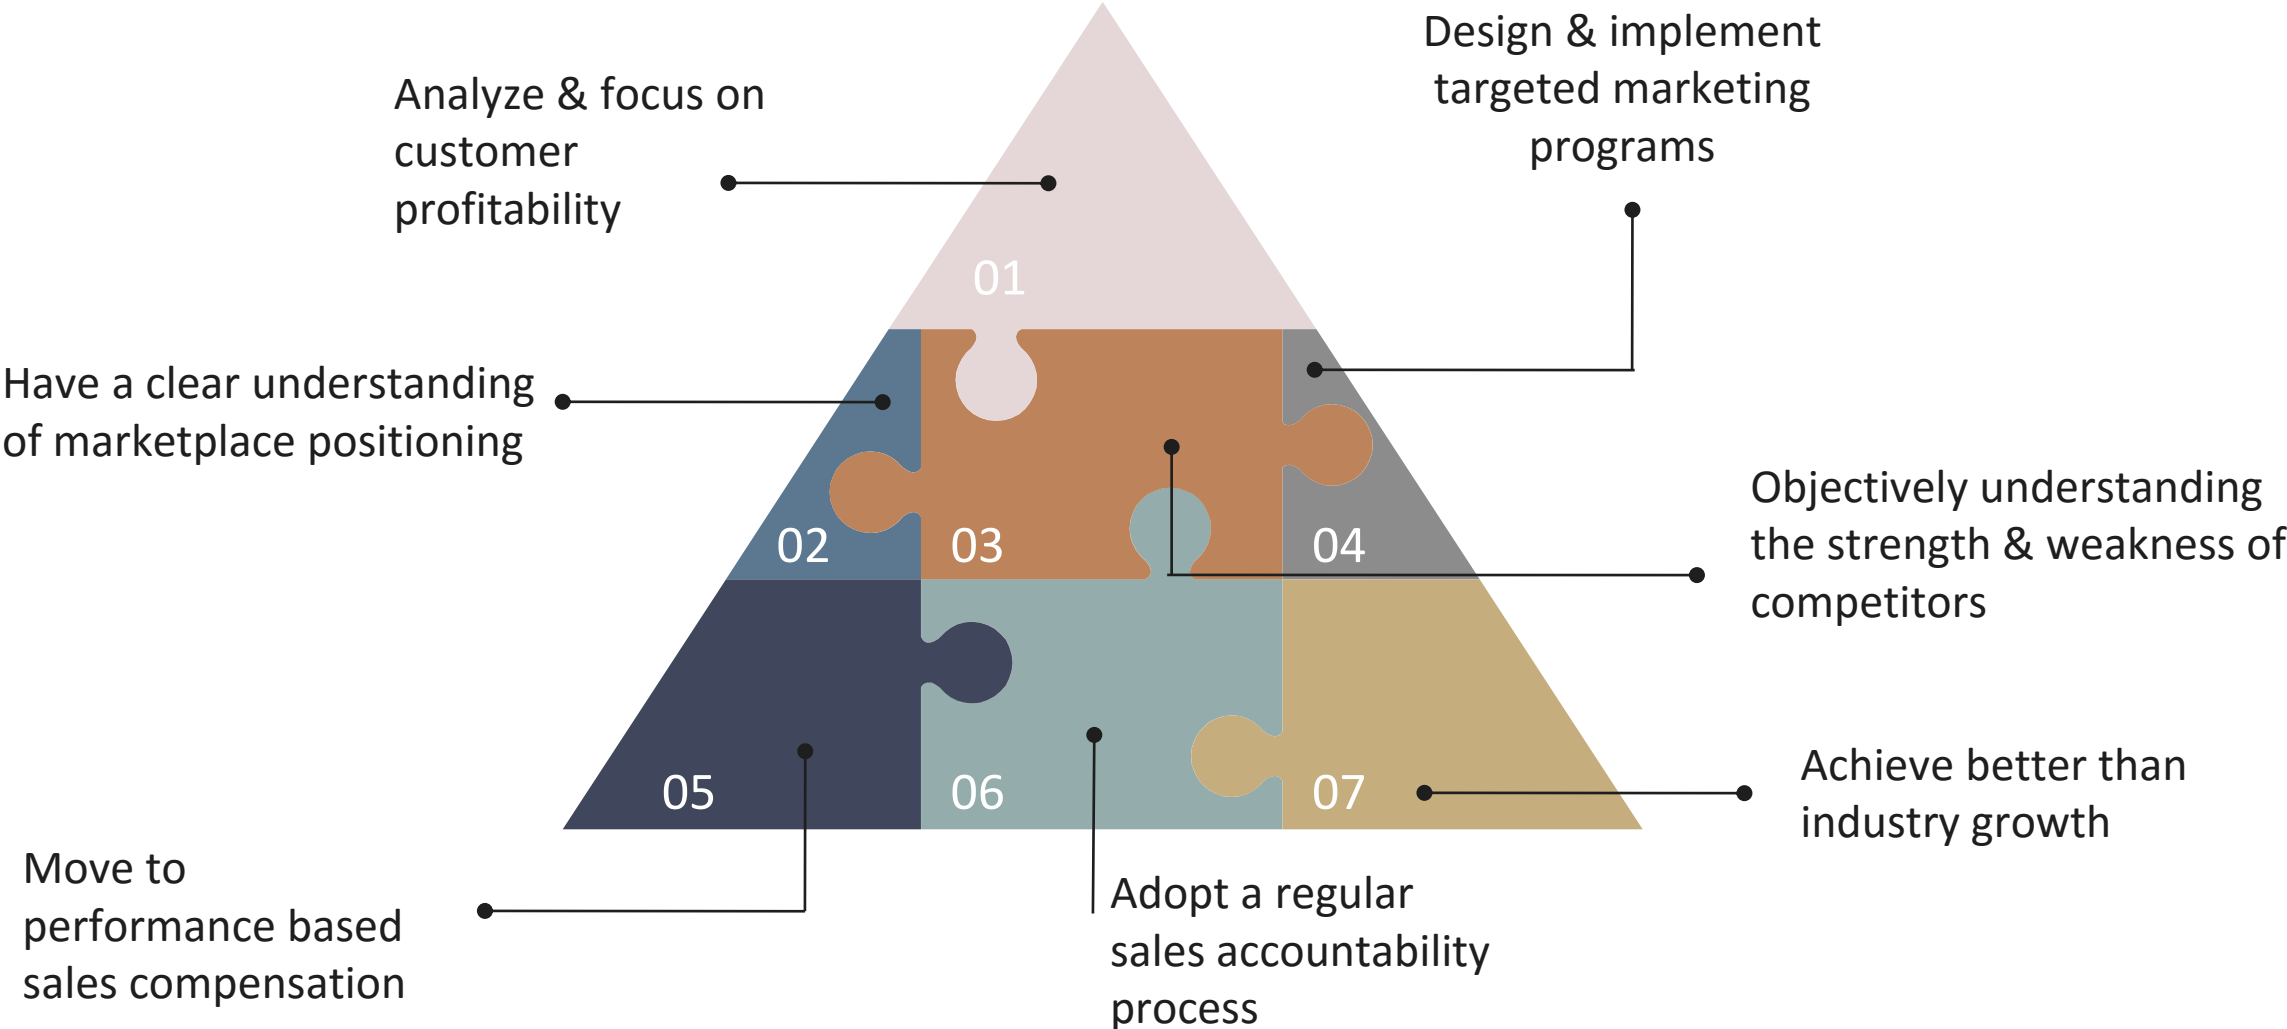 Design & implement
targeted marketing
programs
Analyze & focus on
customer
profitability
01
Have a clear understanding
of marketplace positioning
02
03
04
Objectively understanding
the strength & weakness of
competitors
05
06
07
Achieve better than
industry growth
Move to
performance based
sales compensation
Adopt a regular
sales accountability
process